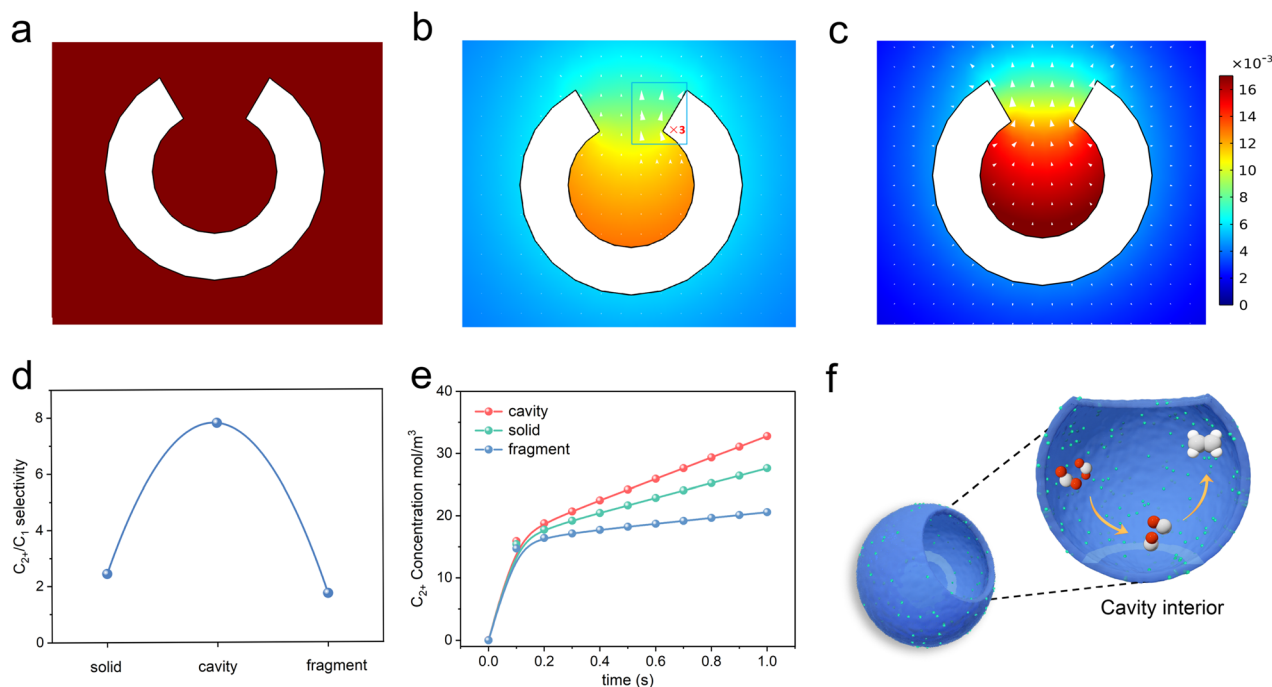 a
b
c
×3
×10⁻³
16
14
12
10
8
6
4
2
0
d
e
f
C₂₊/C₁ selectivity
8
6
4
2
0
solid cavity fragment
C₂₊ Concentration mol/m³
40
30
20
10
0
cavity
solid
fragment
0.0 0.2 0.4 0.6 0.8 1.0
time (s)
Cavity interior